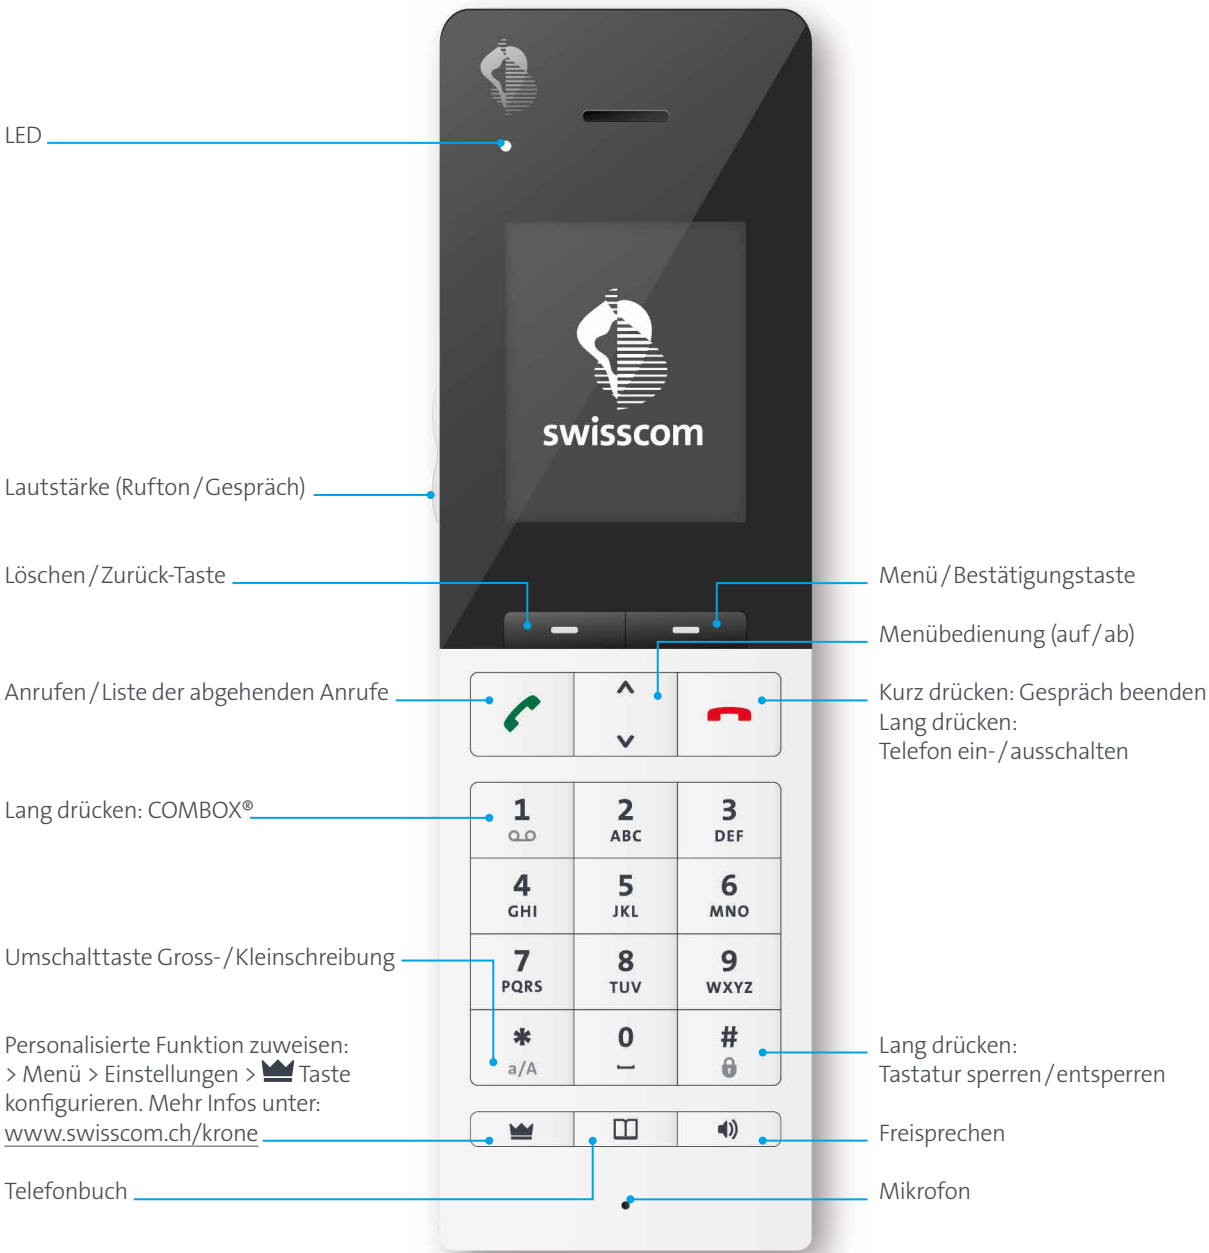 LED
swisscom
Lautstärke (Rufton/Gespräch)
Löschen/Zurück-Taste
Menü/Bestätigungstaste
Menübedienung (auf/ab)
Anrufen/Liste der abgehenden Anrufe
Kurz drücken: Gespräch beenden
Lang drücken:
Telefon ein-/ausschalten
Lang drücken: COMBOX®
1 2 3
ABC DEF
4 5 6
GHI JKL MNO
Umschalttaste Gross-/Kleinschreibung
7 8 9
PQRS TUV WXYZ
* 0 #
a/A
Personalisierte Funktion zuweisen:
> Menü > Einstellungen > Taste
konfigurieren. Mehr Infos unter:
www.swisscom.ch/krone
Lang drücken:
Tastatur sperren/entsperren
Freisprechen
Telefonbuch
Mikrofon